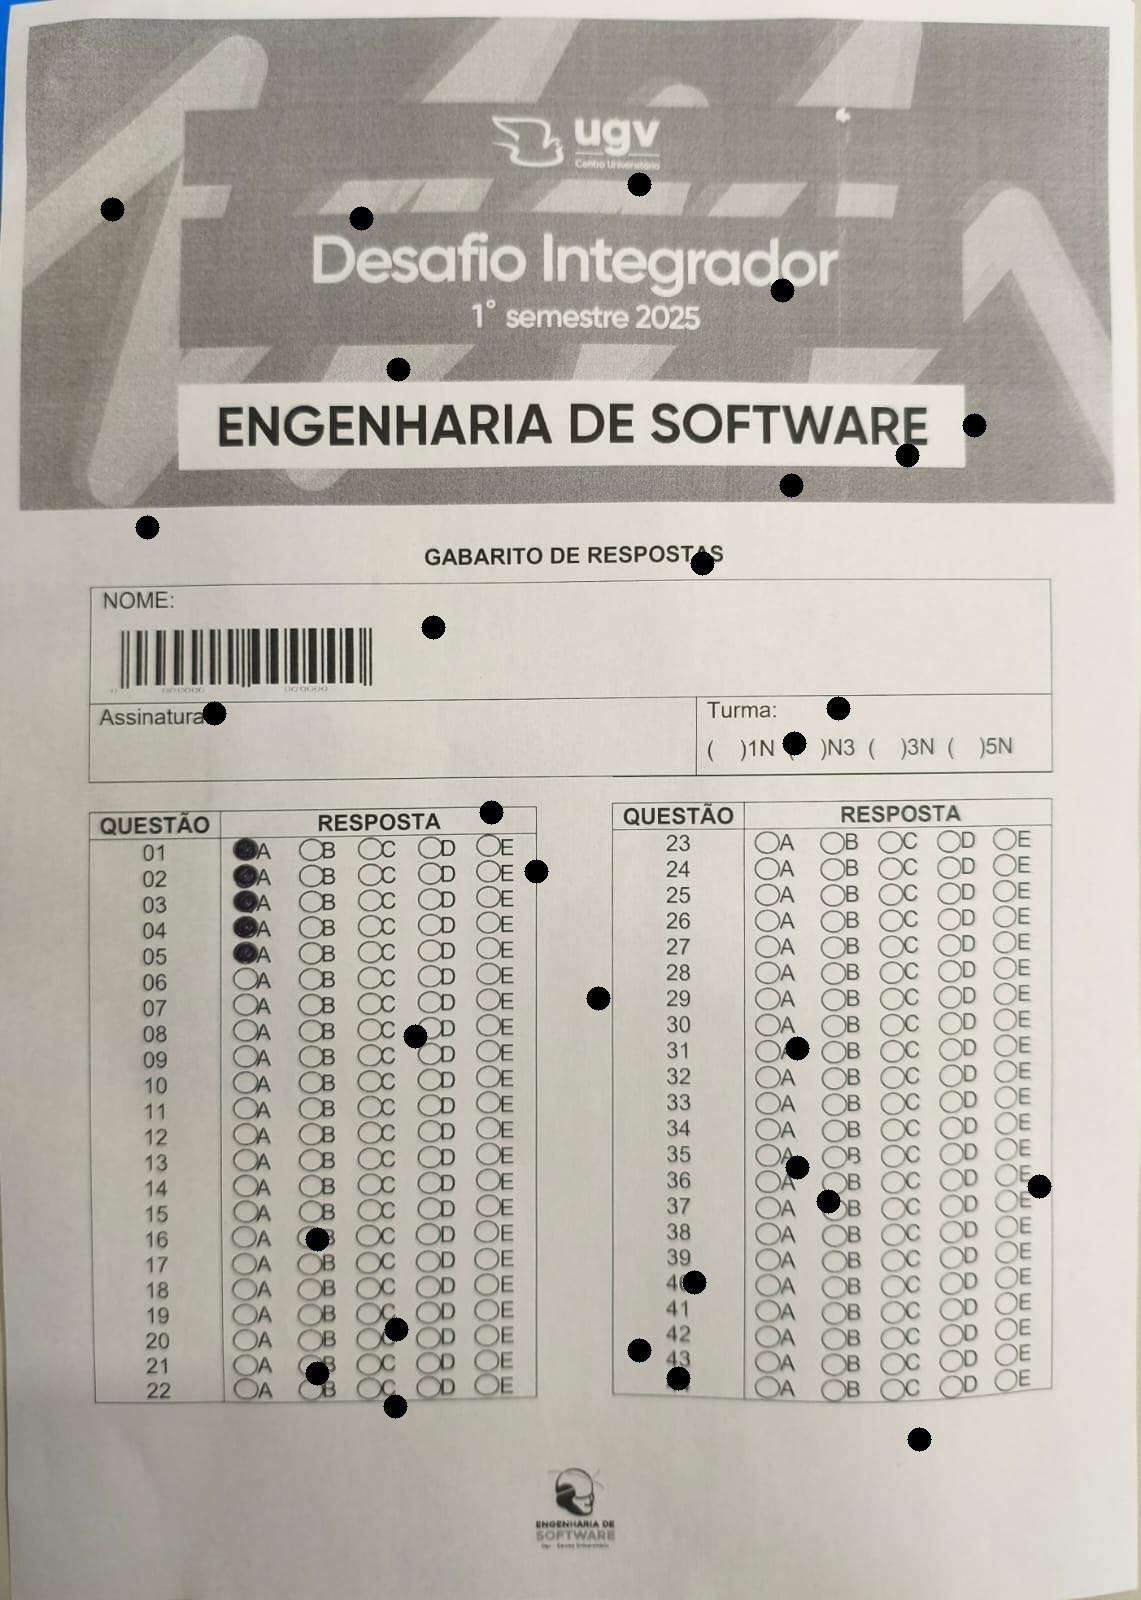 ugv
Centro Universitário
Desafio Integrador
1° semestre 2025
ENGENHARIA DE SOFTWARE
GABARITO DE RESPOSTAS
NOME:
Assinatura
Turma:
( )1N )N3 ( )3N ( )5N
QUESTÃO RESPOSTA
01 A B C D E
02 A B C D E
03 A B C D E
04 A B C D E
05 A B C D E
06 A B C D E
07 A B C D E
08 A B C D E
09 A B C D E
10 A B C D E
11 A B C D E
12 A B C D E
13 A B C D E
14 A B C D E
15 A B C D E
16 A B C D E
17 A B C D E
18 A B C D E
19 A B C D E
20 A B C D E
21 A B C D E
22 A B C D E
QUESTÃO RESPOSTA
23 A B C D E
24 A B C D E
25 A B C D E
26 A B C D E
27 A B C D E
28 A B C D E
29 A B C D E
30 A B C D E
31 A B C D E
32 A B C D E
33 A B C D E
34 A B C D E
35 A B C D E
36 A B C D E
37 A B C D E
38 A B C D E
39 A B C D E
40 A B C D E
41 A B C D E
42 A B C D E
43 A B C D E
A B C D E
ENGENHARIA DE
SOFTWARE
Ugv - Centro Universitário